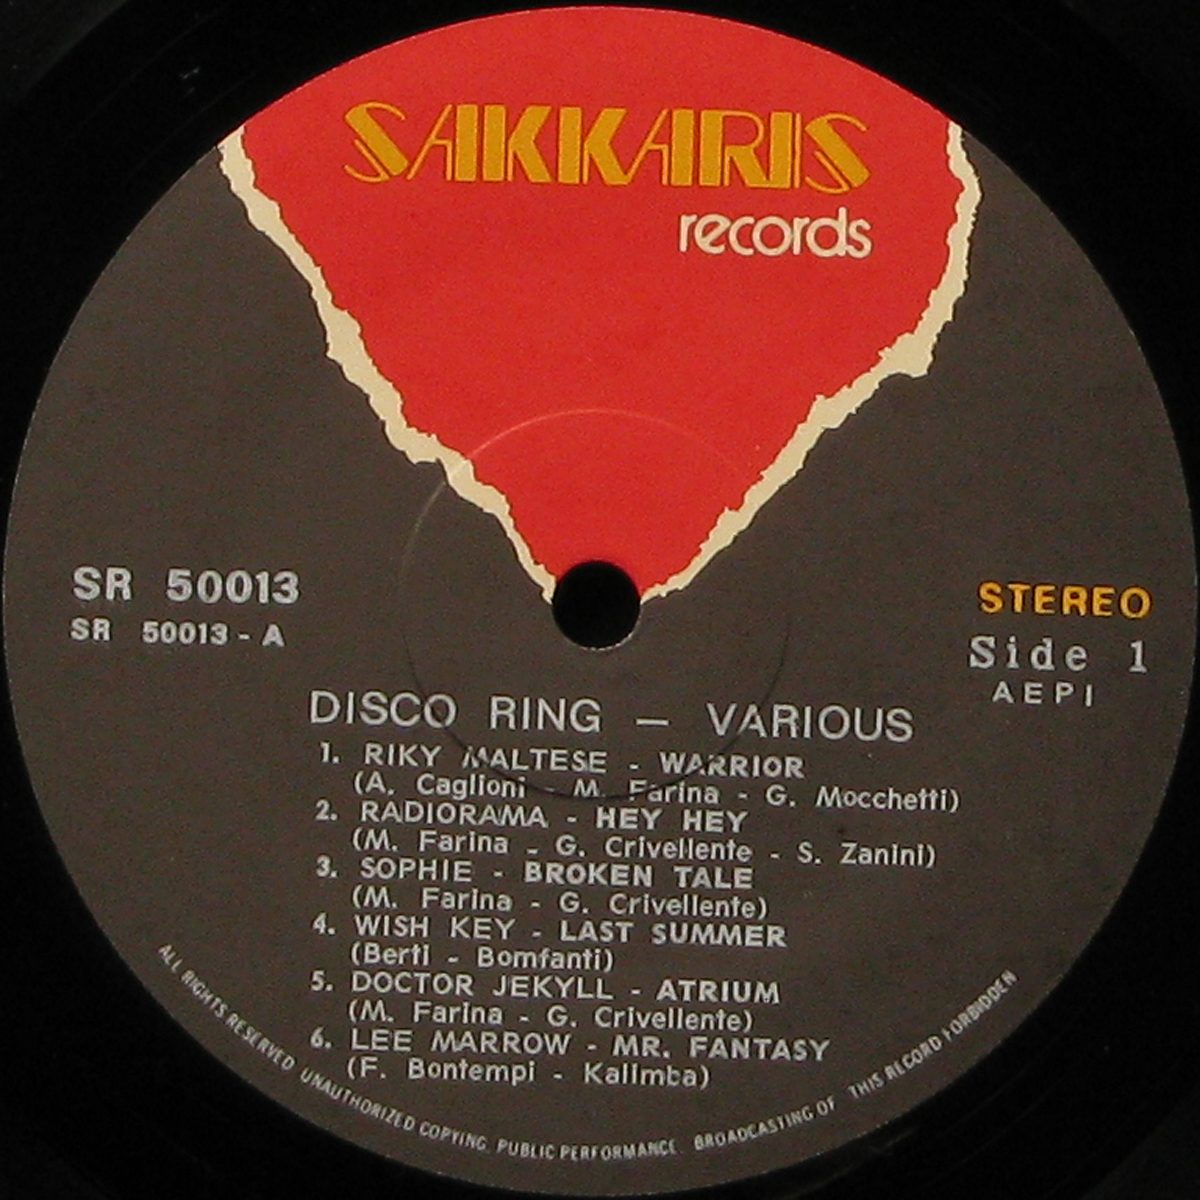 SAKKARIS
records
SR 50013
SR 50013 - A
STEREO
Side 1
AEPI
DISCO RING — VARIOUS
1. RIKY MALTESE - WARRIOR
(A. Caglioni - M. Farina - G. Mocchetti)
2. RADIORAMA - HEY HEY
(M. Farina - G. Crivellente - S. Zanini)
3. SOPHIE - BROKEN TALE
(M. Farina - G. Crivellente)
4. WISH KEY - LAST SUMMER
(Berti - Bomfanti)
5. DOCTOR JEKYLL - ATRIUM
(M. Farina - G. Crivellente)
6. LEE MARROW - MR. FANTASY
(F. Bontempi - Kalimba)
ALL RIGHTS RESERVED UNAUTHORIZED COPYING PUBLIC PERFORMANCE BROADCASTING OF THIS RECORD FORBIDDEN